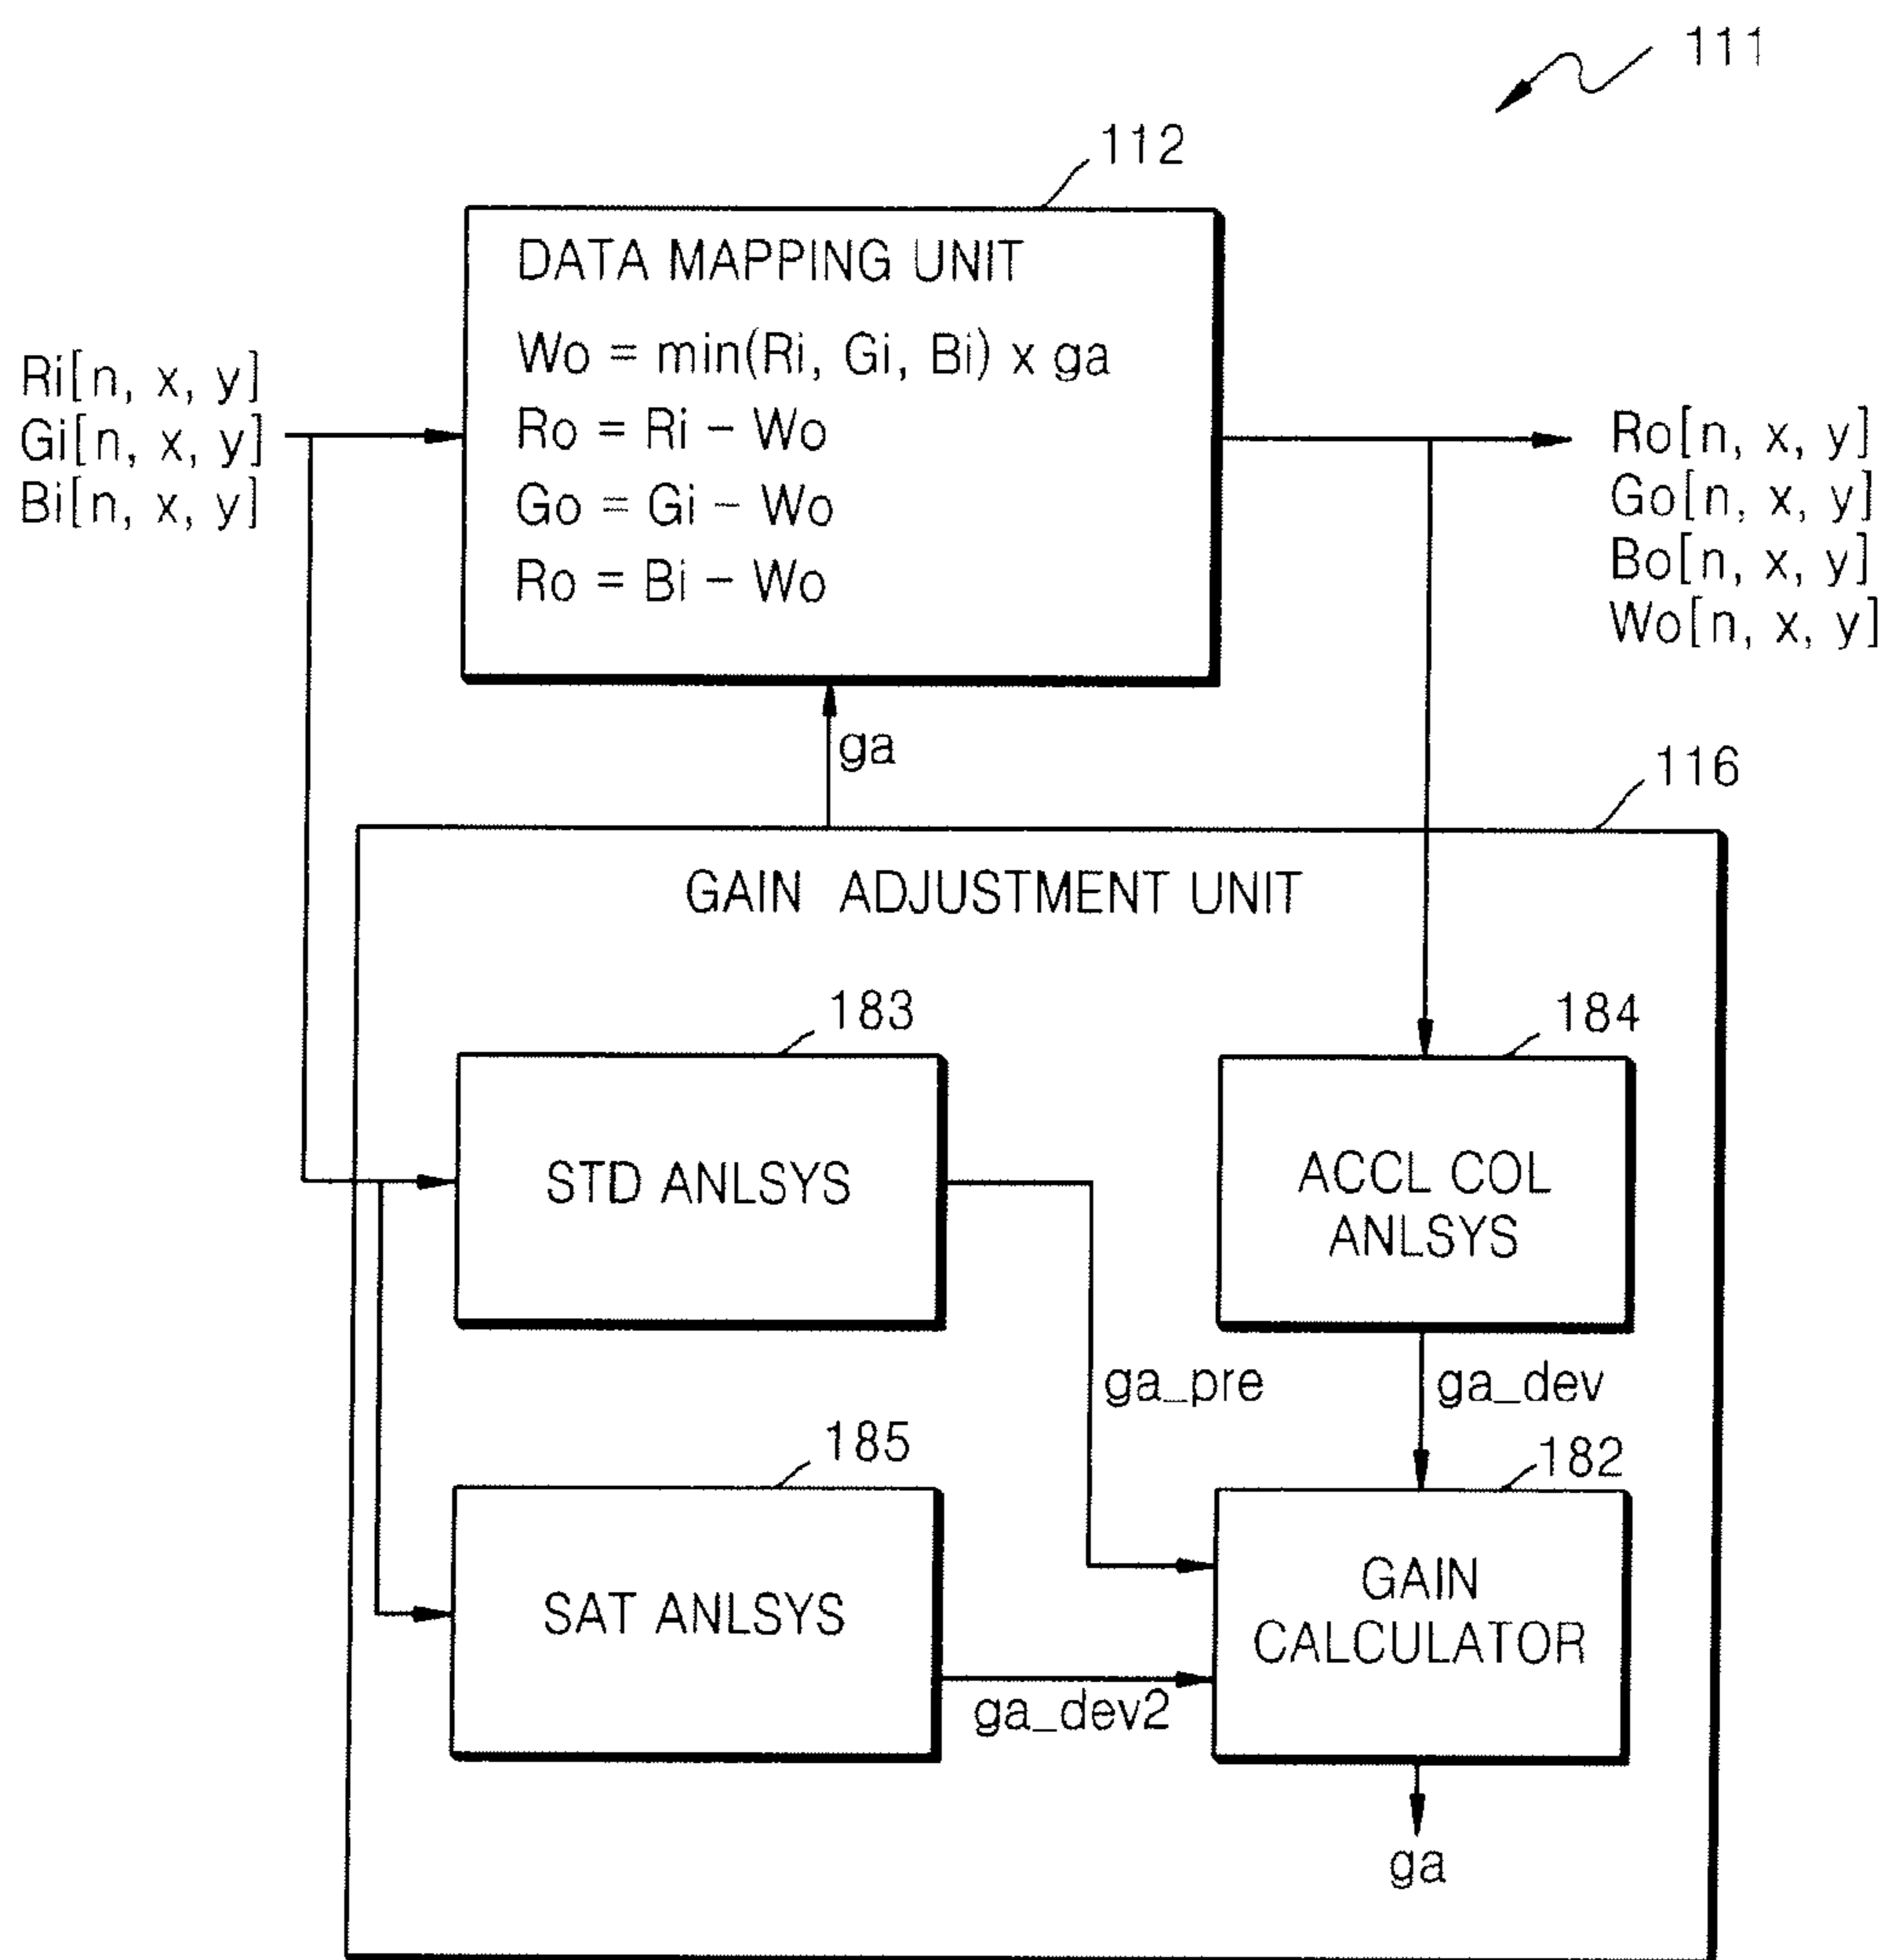 111
112
DATA MAPPING UNIT
Wo = min(Ri, Gi, Bi) x ga
Ro = Ri – Wo
Go = Gi – Wo
Ro = Bi – Wo
Ri[n, x, y]
Gi[n, x, y]
Bi[n, x, y]
Ro[n, x, y]
Go[n, x, y]
Bo[n, x, y]
Wo[n, x, y]
ga
116
GAIN ADJUSTMENT UNIT
183
STD ANLSYS
184
ACCL COL
ANLSYS
ga_pre
ga_dev
185
SAT ANLSYS
182
GAIN
CALCULATOR
ga_dev2
ga